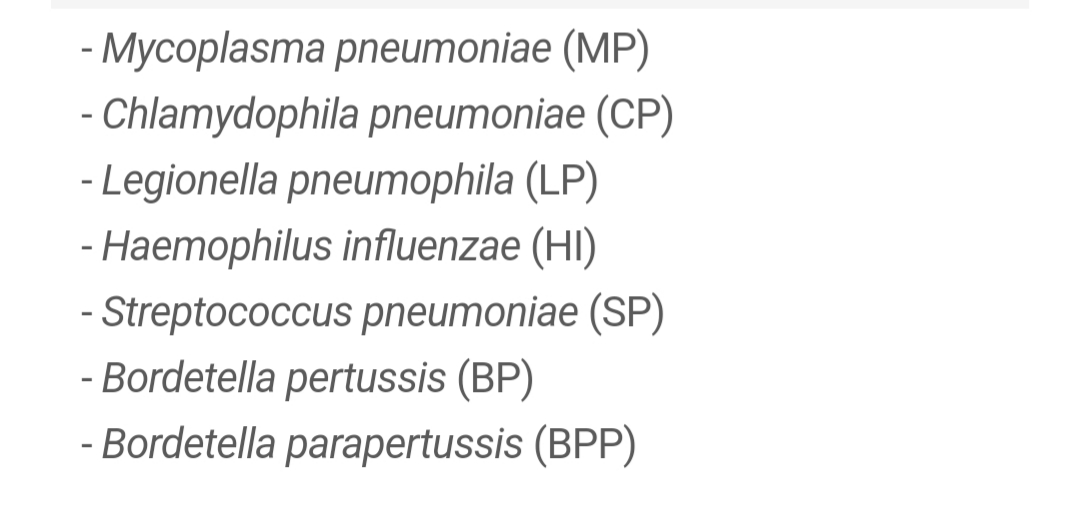 - Mycoplasma pneumoniae (MP)
- Chlamydophila pneumoniae (CP)
- Legionella pneumophila (LP)
- Haemophilus influenzae (HI)
- Streptococcus pneumoniae (SP)
- Bordetella pertussis (BP)
- Bordetella parapertussis (BPP)